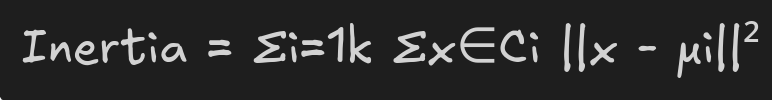 Inertia = Σi=1k Σx∈Ci ||x - μi||²